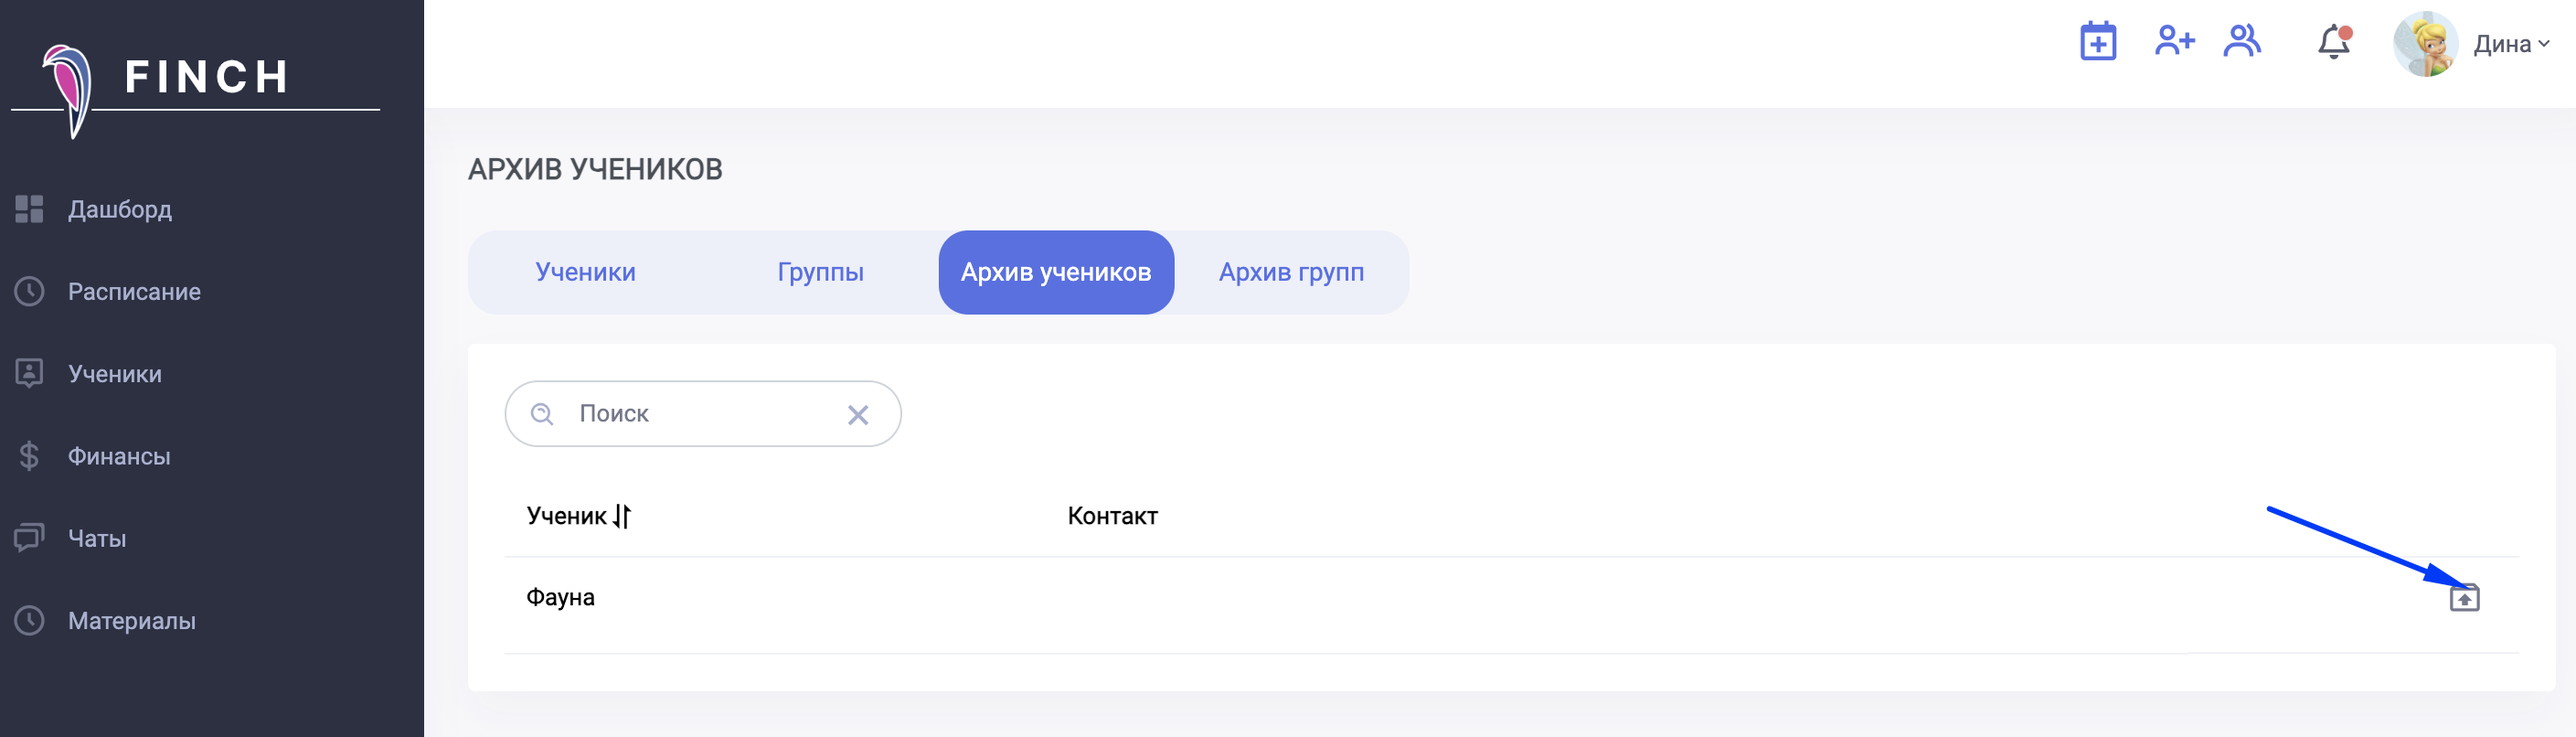 FINCH
Дина
Дашборд
Расписание
Ученики
Финансы
Чаты
Материалы
АРХИВ УЧЕНИКОВ
Ученики Группы Архив учеников Архив групп
Поиск
Ученик Контакт
Фауна